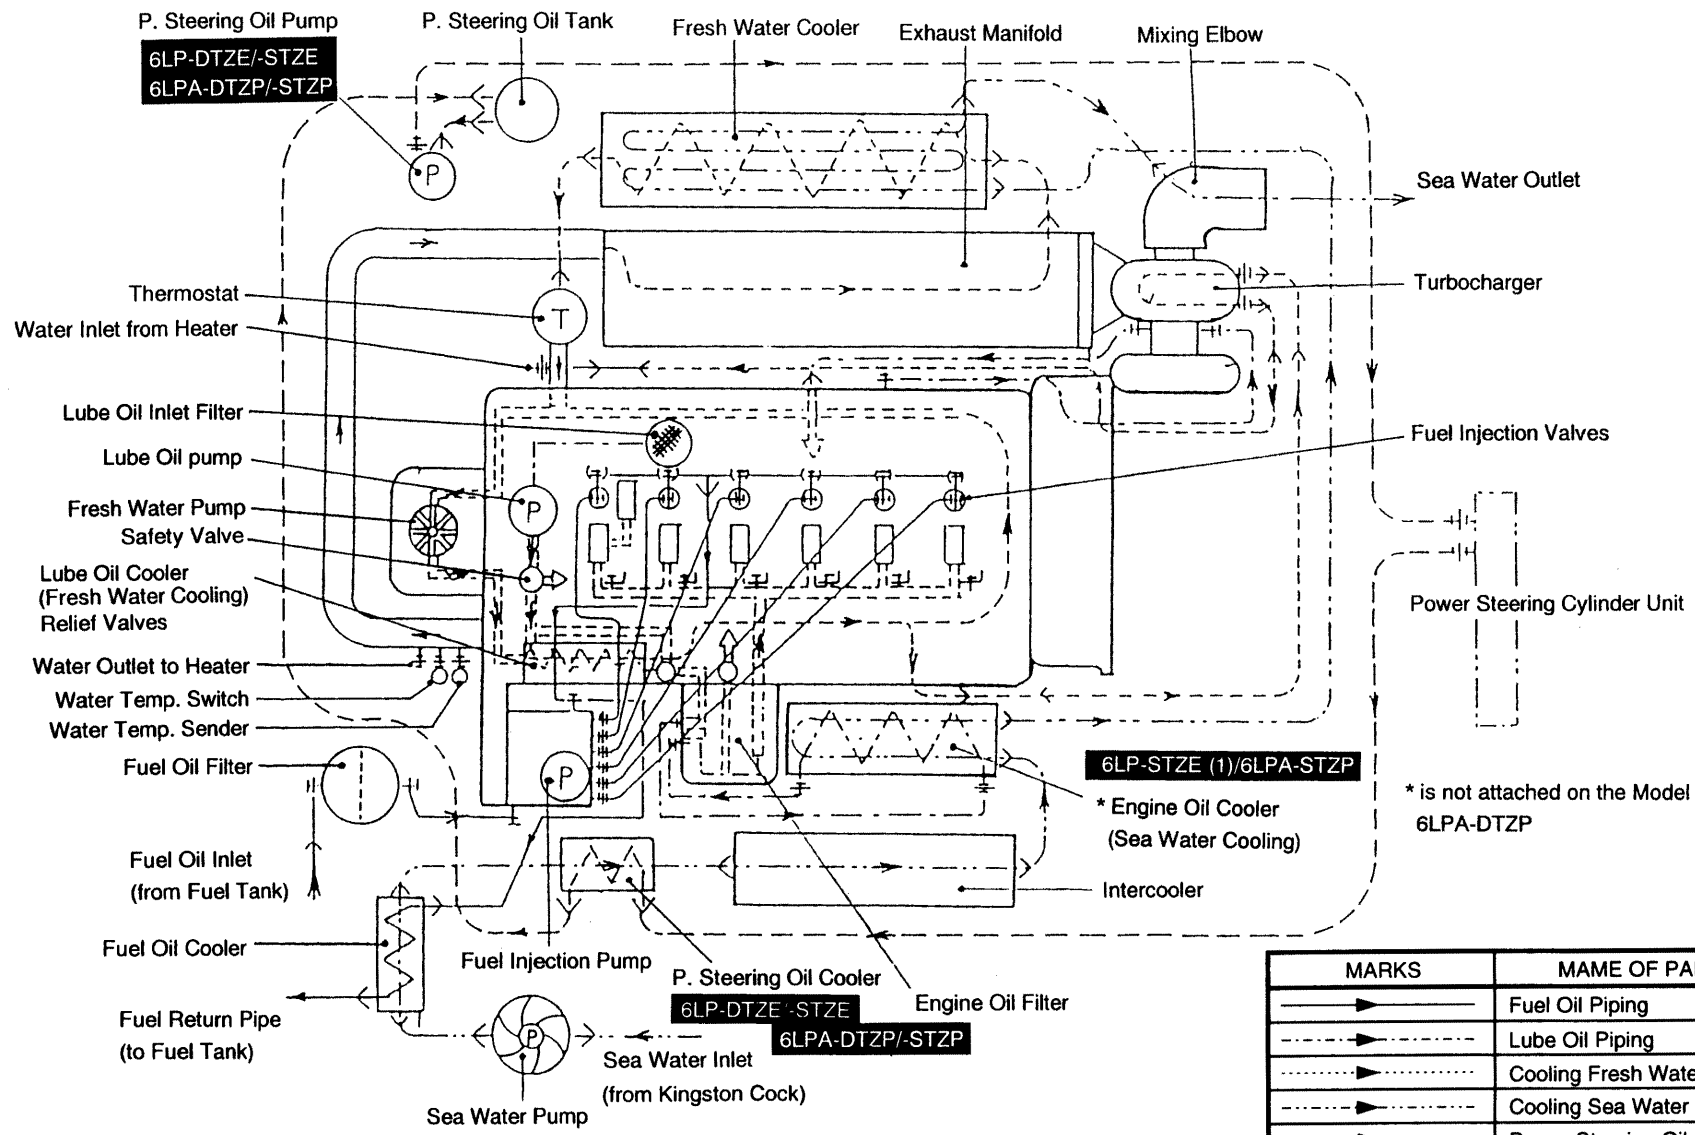 P. Steering Oil Pump
6LP-DTZE/-STZE
6LPA-DTZP/-STZP
P. Steering Oil Tank
Fresh Water Cooler
Exhaust Manifold
Mixing Elbow
P
Sea Water Outlet
Turbocharger
Thermostat
T
Water Inlet from Heater
Lube Oil Inlet Filter
Lube Oil pump
P
Fuel Injection Valves
Fresh Water Pump
Safety Valve
Lube Oil Cooler
(Fresh Water Cooling)
Relief Valves
Power Steering Cylinder Unit
Water Outlet to Heater
Water Temp. Switch
Water Temp. Sender
Fuel Oil Filter
P
6LP-STZE (1)/6LPA-STZP
* Engine Oil Cooler
(Sea Water Cooling)
* is not attached on the Model
6LPA-DTZP
Fuel Oil Inlet
(from Fuel Tank)
Intercooler
Fuel Oil Cooler
Fuel Injection Pump
P. Steering Oil Cooler
6LP-DTZE -STZE
6LPA-DTZP/-STZP
Engine Oil Filter
Fuel Return Pipe
(to Fuel Tank)
P
Sea Water Inlet
(from Kingston Cock)
Sea Water Pump
MARKS MAME OF PA
Fuel Oil Piping
Lube Oil Piping
Cooling Fresh Wate
Cooling Sea Water